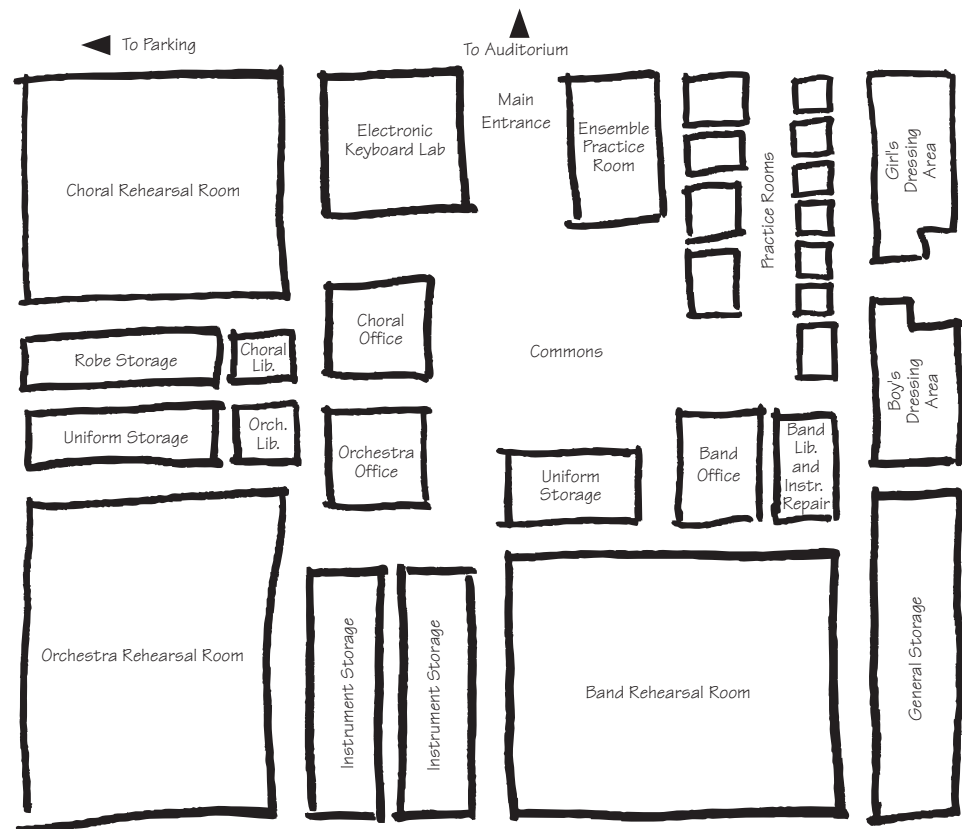 To Parking
To Auditorium
Main
Entrance
Electronic
Keyboard Lab
Ensemble
Practice
Room
Practice Rooms
Girl's
Dressing
Area
Choral Rehearsal Room
Choral
Office
Commons
Robe Storage
Choral
Lib.
Boy's
Dressing
Area
Uniform Storage
Orch.
Lib.
Orchestra
Office
Uniform
Storage
Band
Office
Band
Lib.
and
Instr.
Repair
Orchestra Rehearsal Room
Instrument Storage
Instrument Storage
Band Rehearsal Room
General Storage